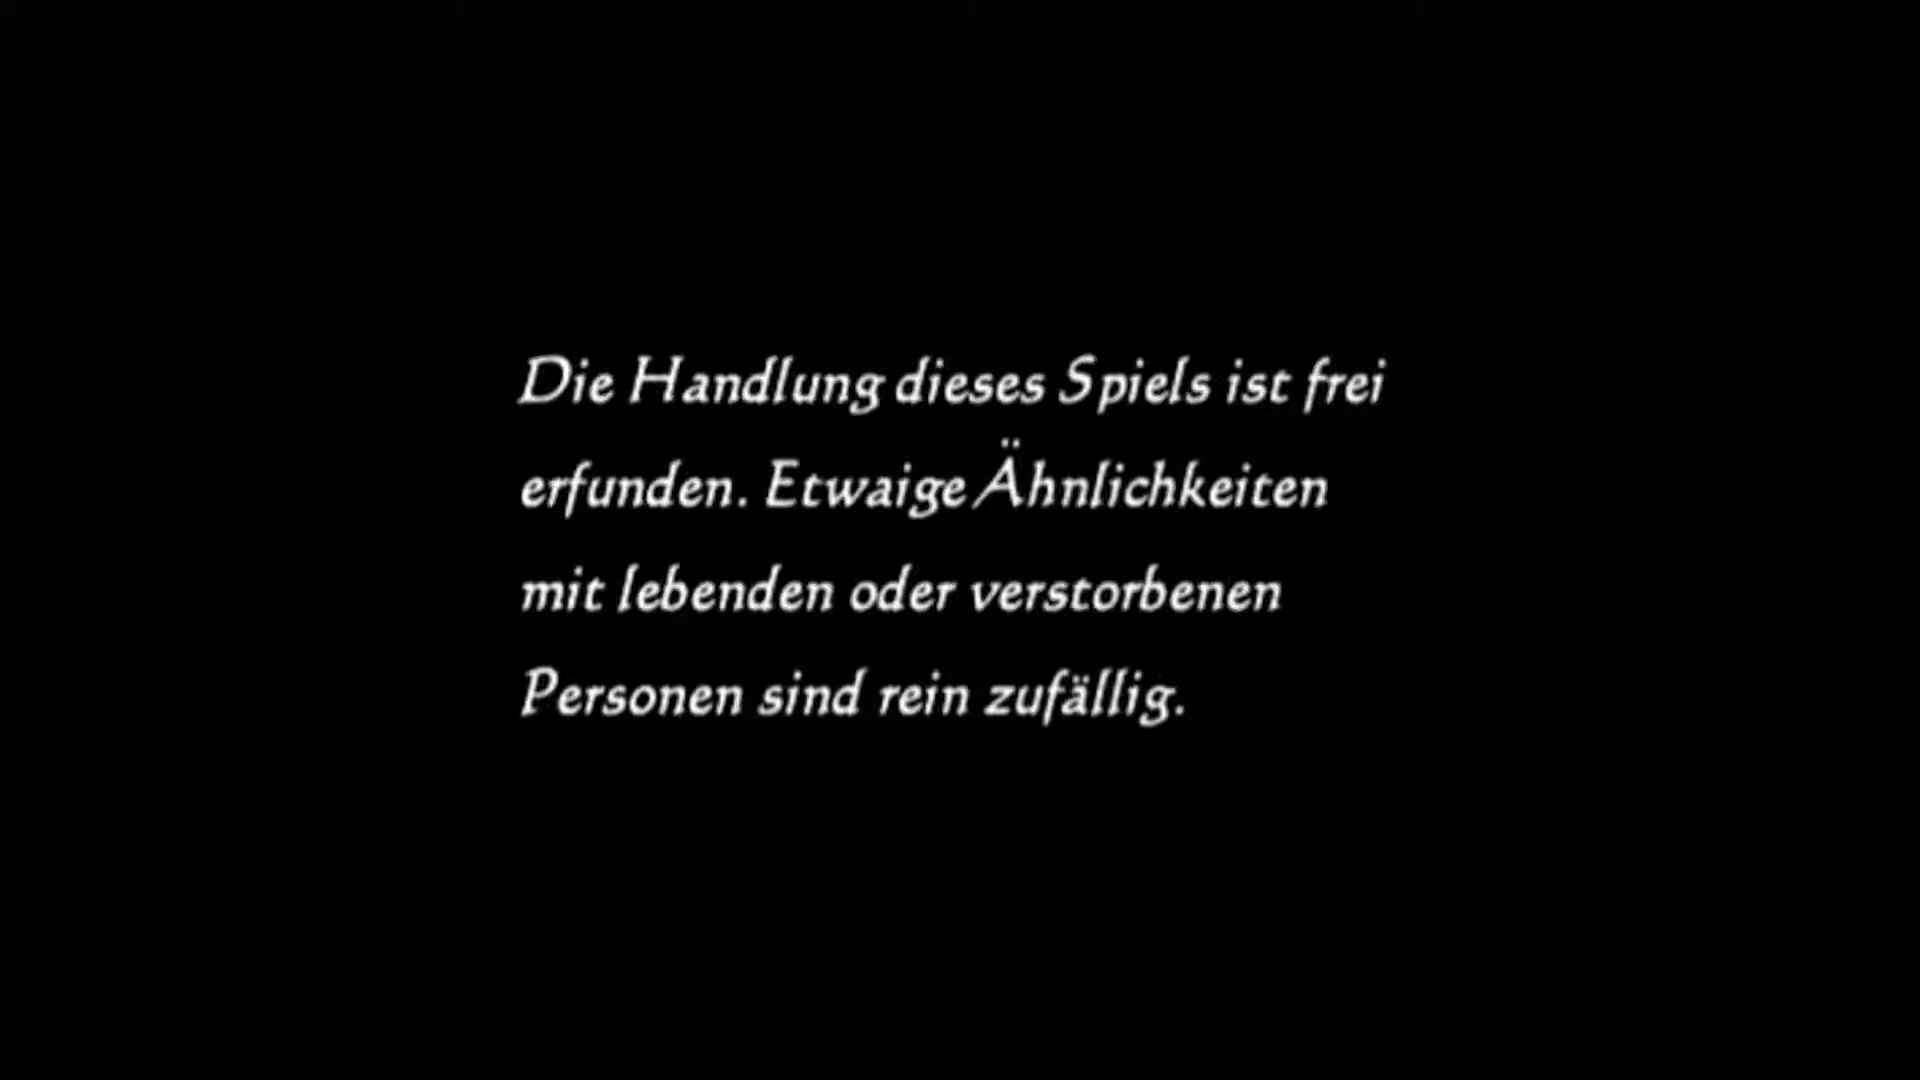 Die Handlung dieses Spiels ist frei
erfunden. Etwaige Ähnlichkeiten
mit lebenden oder verstorbenen
Personen sind rein zufällig.